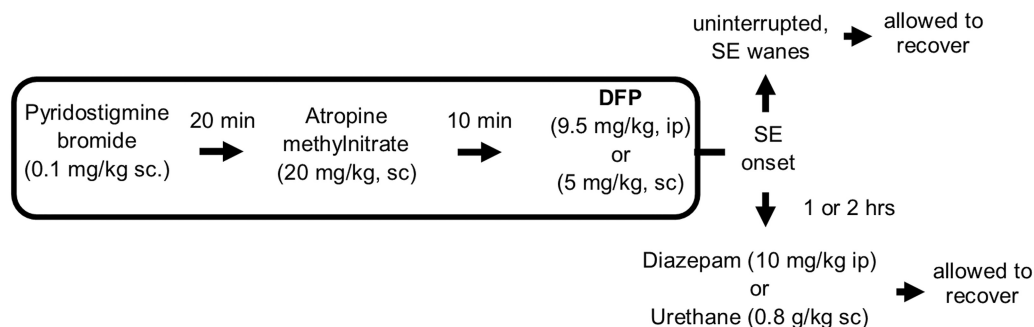 Pyridostigmine
bromide
(0.1 mg/kg sc.)
20 min
Atropine
methylnitrate
(20 mg/kg, sc)
10 min
DFP
(9.5 mg/kg, ip)
or
(5 mg/kg, sc)
SE
onset
uninterrupted,
SE wanes
allowed to
recover
1 or 2 hrs
Diazepam (10 mg/kg ip)
or
Urethane (0.8 g/kg sc)
allowed to
recover